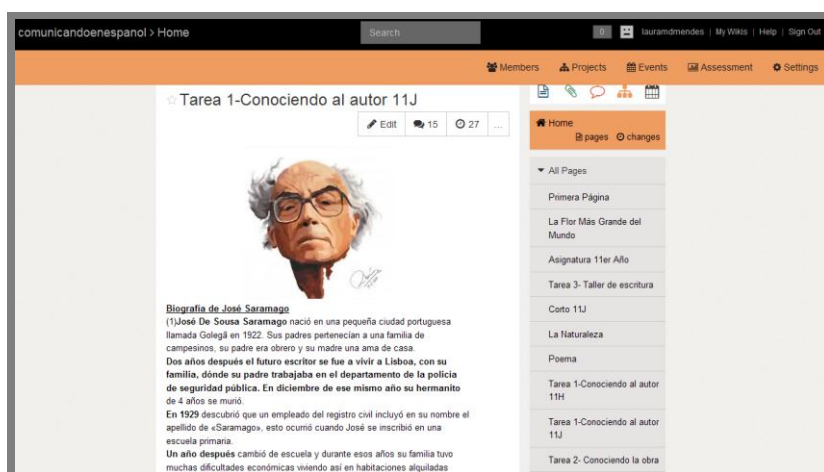 comunicandoenespanol > Home
Search
0 lauramdmendes | My Wikis | Help | Sign Out
Members Projects Events Assessment Settings
Tarea 1-Conociendo al autor 11J
Edit 15 27 ...
Home
pages changes
All Pages
Primera Página
La Flor Más Grande del
Mundo
Asignatura 11er Año
Tarea 3- Taller de escritura
Corto 11J
La Naturaleza
Poema
Tarea 1-Conociendo al autor
11H
Tarea 1-Conociendo al autor
11J
Tarea 2- Conociendo la obra
Biografía de José Saramago
(1)José De Sousa Saramago nació en una pequeña ciudad portuguesa
llamada Golegã en 1922. Sus padres pertenecían a una familia de
campesinos, su padre era obrero y su madre una ama de casa.
Dos años después el futuro escritor se fue a vivir a Lisboa, con su
familia, dónde su padre trabajaba en el departamento de la policía
de seguridad pública. En diciembre de ese mismo año su hermanito
de 4 años se murió.
En 1929 descubrió que un empleado del registro civil incluyó en su nombre el
apellido de «Saramago», esto ocurrió cuando José se inscribió en una
escuela primaria.
Un año después cambió de escuela y durante esos años su familia tuvo
muchas dificultades económicas viviendo así en habitaciones alquiladas